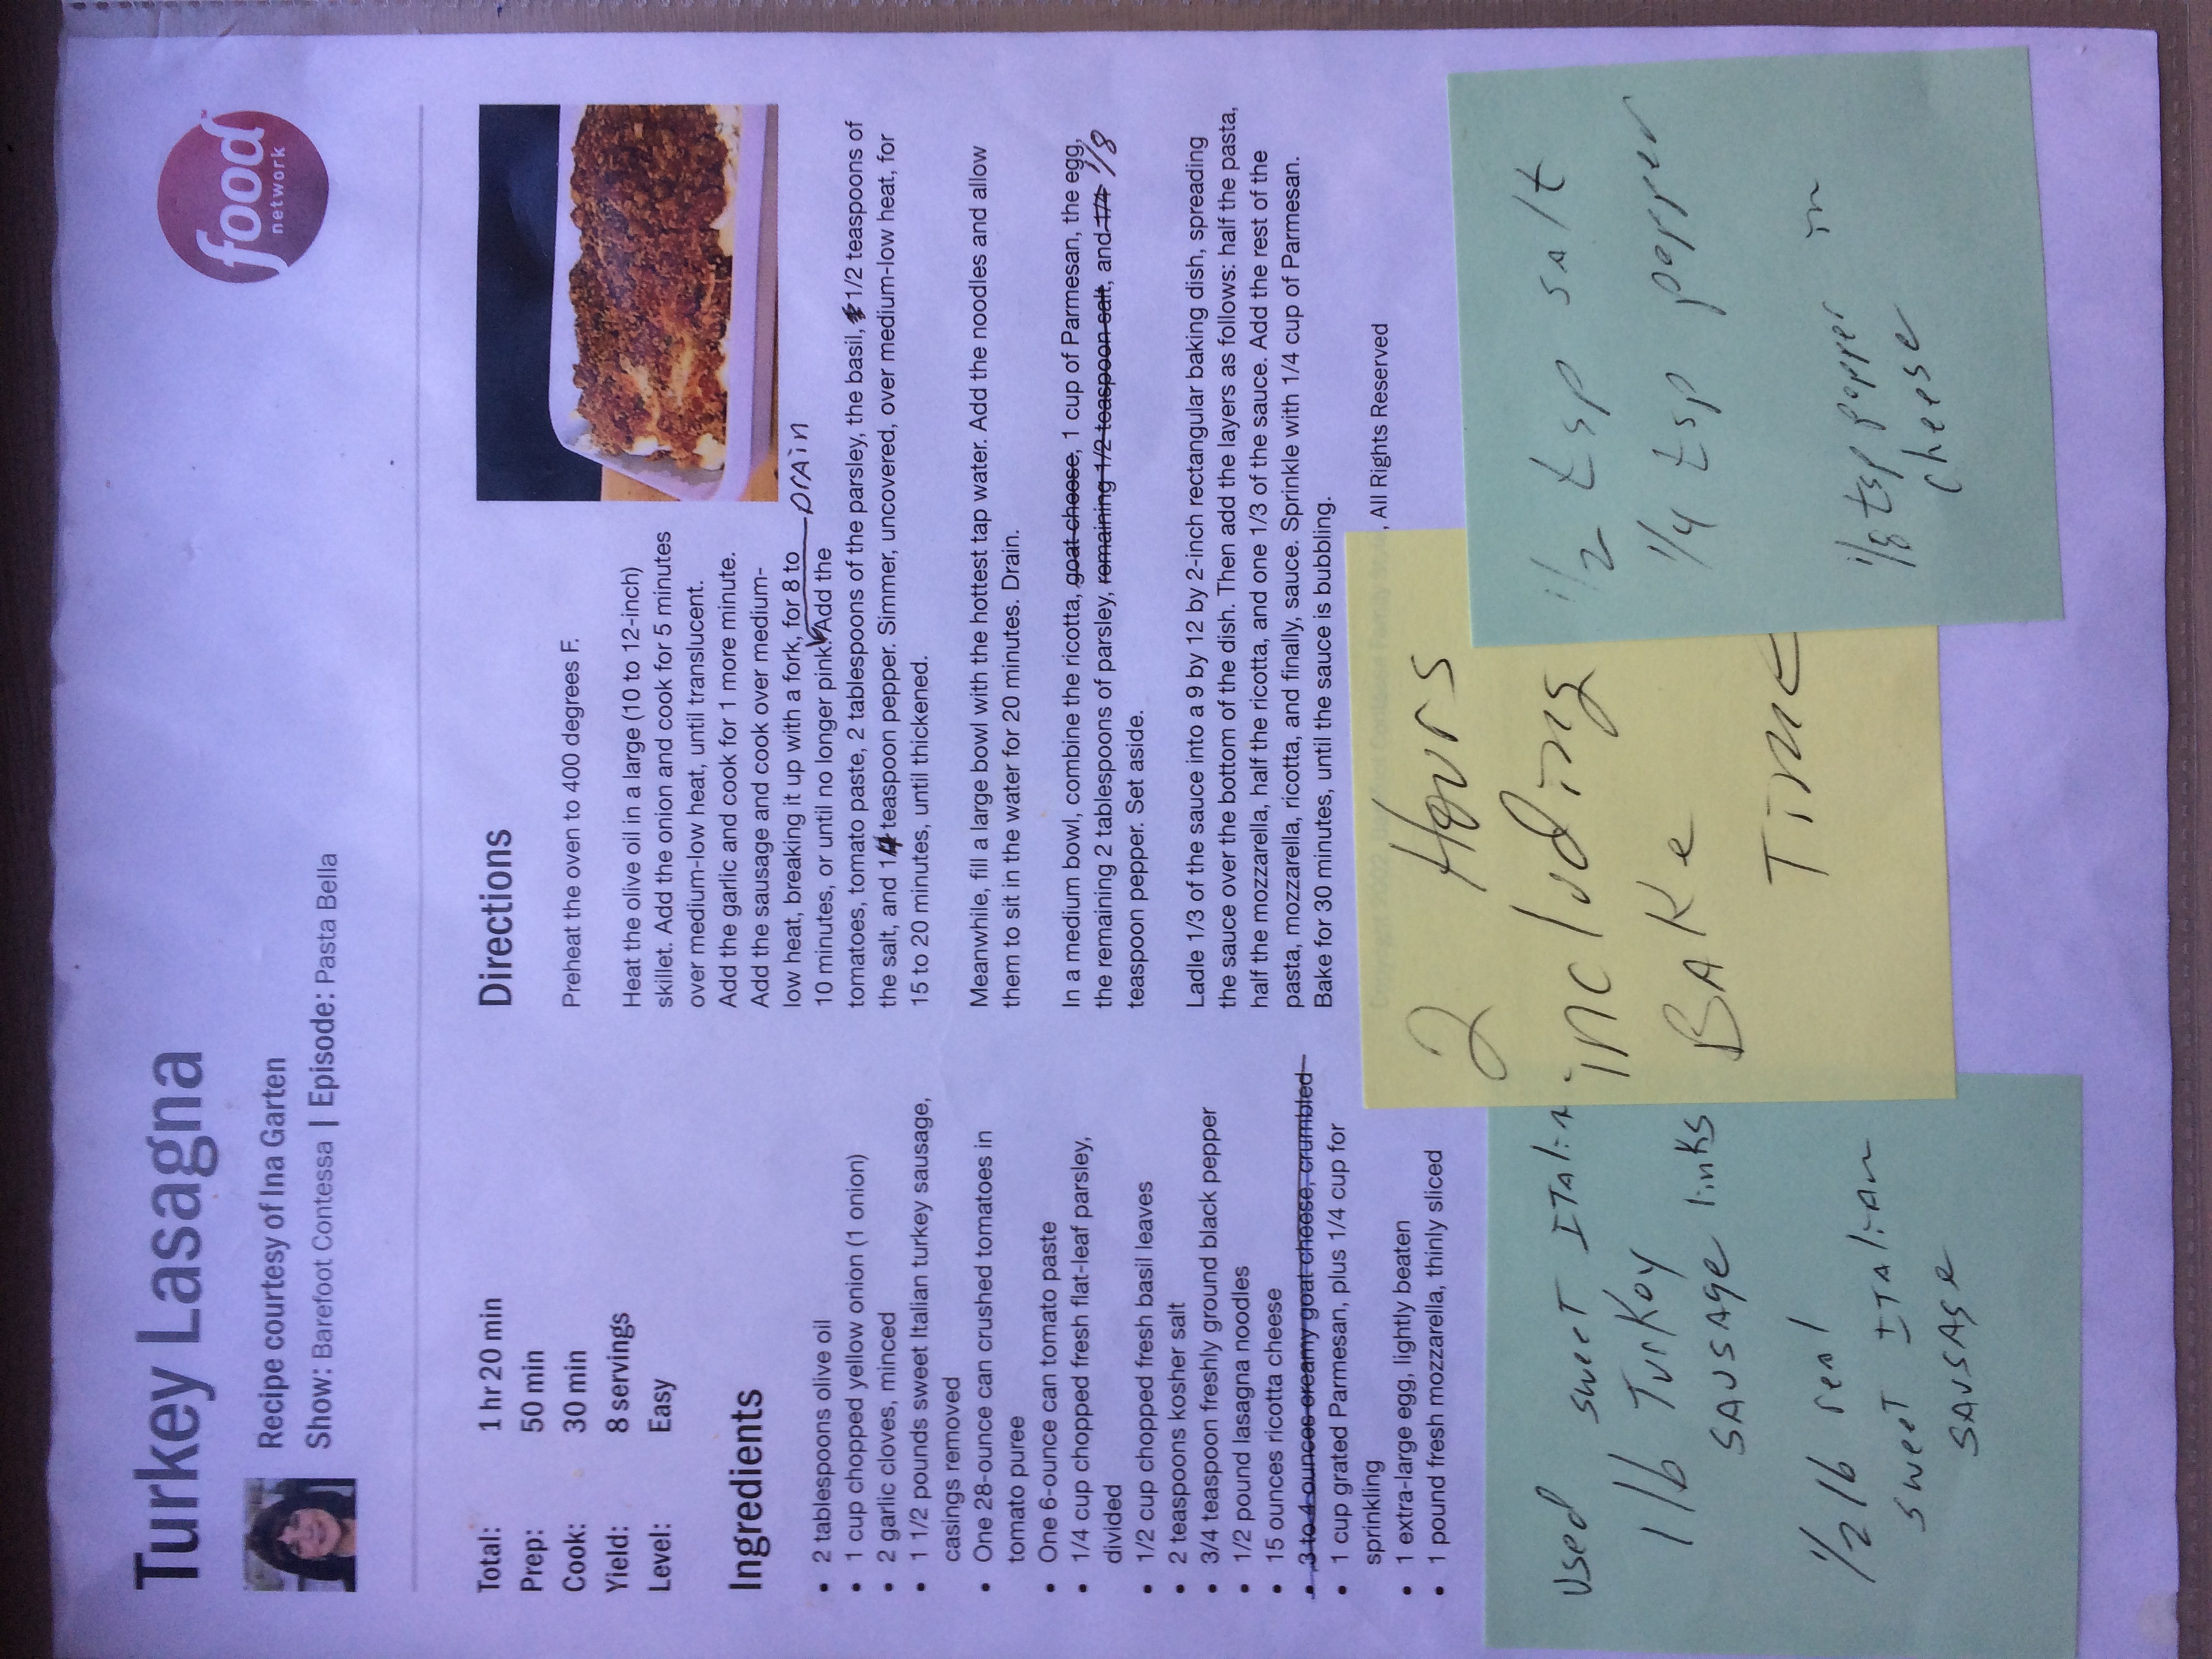 Turkey Lasagna
food
network
Recipe courtesy of Ina Garten
Show: Barefoot Contessa | Episode: Pasta Bella
Total: 1 hr 20 min
Prep: 50 min
Cook: 30 min
Yield: 8 servings
Level: Easy
Ingredients
• 2 tablespoons olive oil
• 1 cup chopped yellow onion (1 onion)
• 2 garlic cloves, minced
• 1 1/2 pounds sweet Italian turkey sausage,
casings removed
• One 28-ounce can crushed tomatoes in
tomato puree
• One 6-ounce can tomato paste
• 1/4 cup chopped fresh flat-leaf parsley,
divided
• 1/2 cup chopped fresh basil leaves
• 2 teaspoons kosher salt
• 3/4 teaspoon freshly ground black pepper
• 1/2 pound lasagna noodles
• 15 ounces ricotta cheese
• 3 to 4 ounces creamy goat cheese, crumbled
• 1 cup grated Parmesan, plus 1/4 cup for
sprinkling
• 1 extra-large egg, lightly beaten
• 1 pound fresh mozzarella, thinly sliced
Directions
Preheat the oven to 400 degrees F.
Heat the olive oil in a large (10 to 12-inch)
skillet. Add the onion and cook for 5 minutes
over medium-low heat, until translucent.
Add the garlic and cook for 1 more minute.
Add the sausage and cook over medium-
low heat, breaking it up with a fork, for 8 to
DRAIN
10 minutes, or until no longer pink. Add the
tomatoes, tomato paste, 2 tablespoons of the parsley, the basil, 1/2 teaspoons of
the salt, and 1/4 teaspoon pepper. Simmer, uncovered, over medium-low heat, for
15 to 20 minutes, until thickened.
Meanwhile, fill a large bowl with the hottest tap water. Add the noodles and allow
them to sit in the water for 20 minutes. Drain.
In a medium bowl, combine the ricotta, goat cheese, 1 cup of Parmesan, the egg,
the remaining 2 tablespoons of parsley, remaining 1/2 teaspoon salt, and 1/4 1/8
teaspoon pepper. Set aside.
Ladle 1/3 of the sauce into a 9 by 12 by 2-inch rectangular baking dish, spreading
the sauce over the bottom of the dish. Then add the layers as follows: half the pasta,
half the mozzarella, half the ricotta, and one 1/3 of the sauce. Add the rest of the
pasta, mozzarella, ricotta, and finally, sauce. Sprinkle with 1/4 cup of Parmesan.
Bake for 30 minutes, until the sauce is bubbling.
Copyright 2002, Barefoot Contessa Family Style, All Rights Reserved
Used sweet ITALian
1 lb Turkey
SAUSAge links
1/2 lb real
sweet ITALiAn
SAUSAge
2 Hours
including
BAKe
TIME
1/2 tsp sAlt
1/4 tsp pepper
1/8 tsp pepper in
cheese